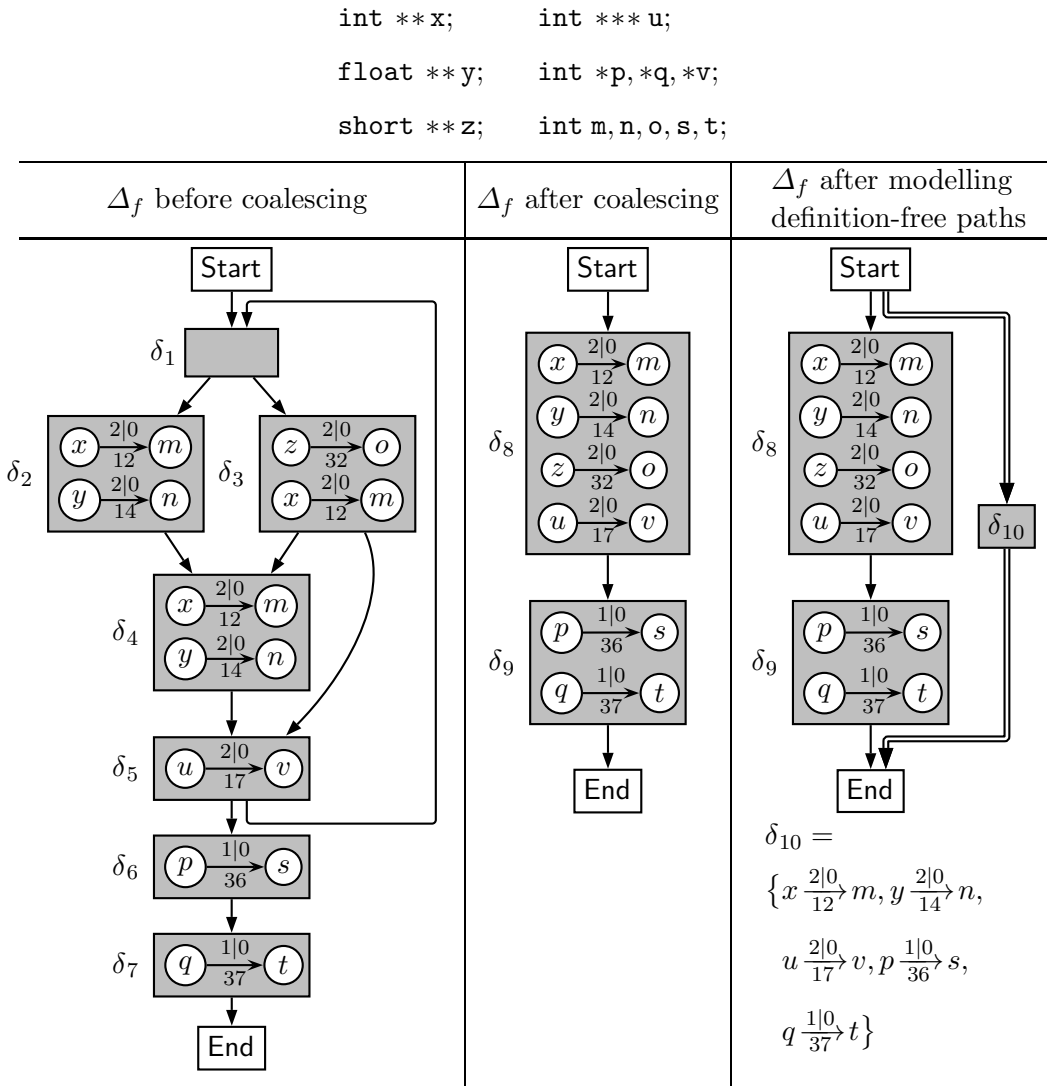 int ** x; int *** u;
float ** y; int *p, *q, *v;
short ** z; int m, n, o, s, t;
Δf before coalescing
Start
δ1
δ2
x 2|0 12 m
y 2|0 14 n
δ3
z 2|0 32 o
x 2|0 12 m
δ4
x 2|0 12 m
y 2|0 14 n
δ5
u 2|0 17 v
δ6
p 1|0 36 s
δ7
q 1|0 37 t
End
Δf after coalescing
Start
δ8
x 2|0 12 m
y 2|0 14 n
z 2|0 32 o
u 2|0 17 v
δ9
p 1|0 36 s
q 1|0 37 t
End
Δf after modelling
definition-free paths
Start
δ8
x 2|0 12 m
y 2|0 14 n
z 2|0 32 o
u 2|0 17 v
δ10
δ9
p 1|0 36 s
q 1|0 37 t
End
δ10 =
{x 2|0 12 m, y 2|0 14 n,
u 2|0 17 v, p 1|0 36 s,
q 1|0 37 t}